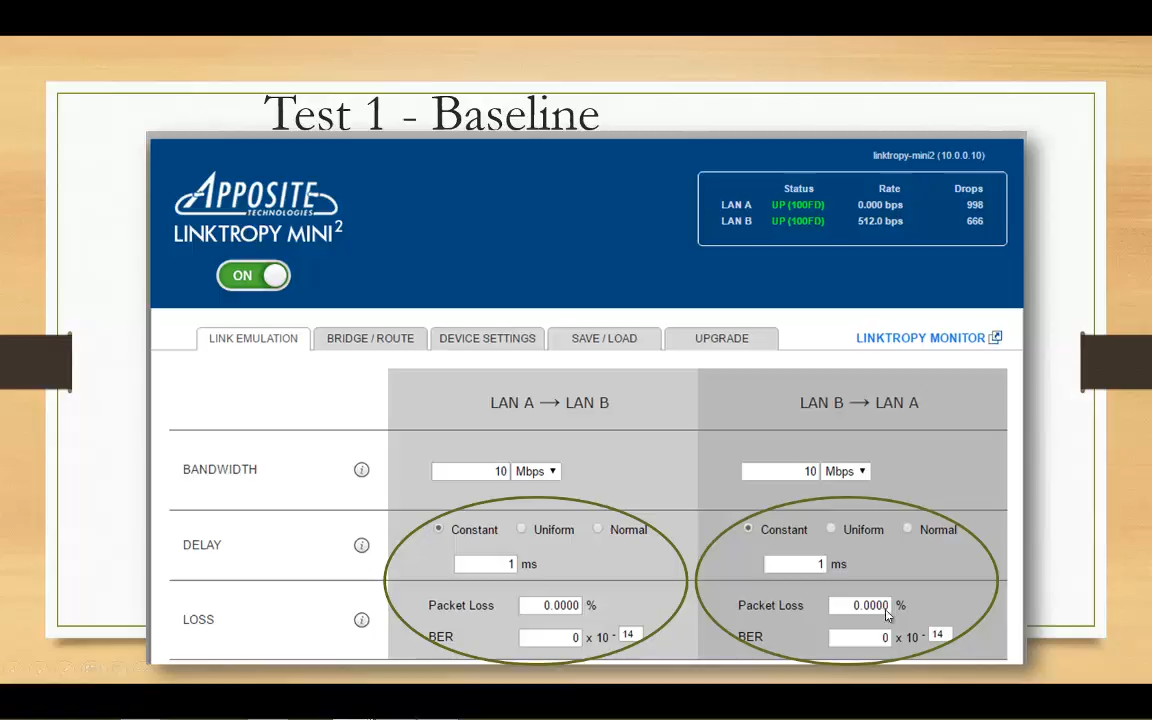 Test 1 - Baseline
linktropy-mini2 (10.0.0.10)
APPOSITE
TECHNOLOGIES
LINKTROPY MINI2
Status Rate Drops
LAN A UP (100FD) 0.000 bps 998
LAN B UP (100FD) 512.0 bps 666
ON
LINK EMULATION BRIDGE / ROUTE DEVICE SETTINGS SAVE / LOAD UPGRADE LINKTROPY MONITOR
LAN A → LAN B LAN B → LAN A
BANDWIDTH i 10 Mbps 10 Mbps
Constant Uniform Normal Constant Uniform Normal
DELAY i
1 ms 1 ms
Packet Loss 0.0000 % Packet Loss 0.0000 %
LOSS i
BER 0 x 10 - 14 BER 0 x 10 - 14